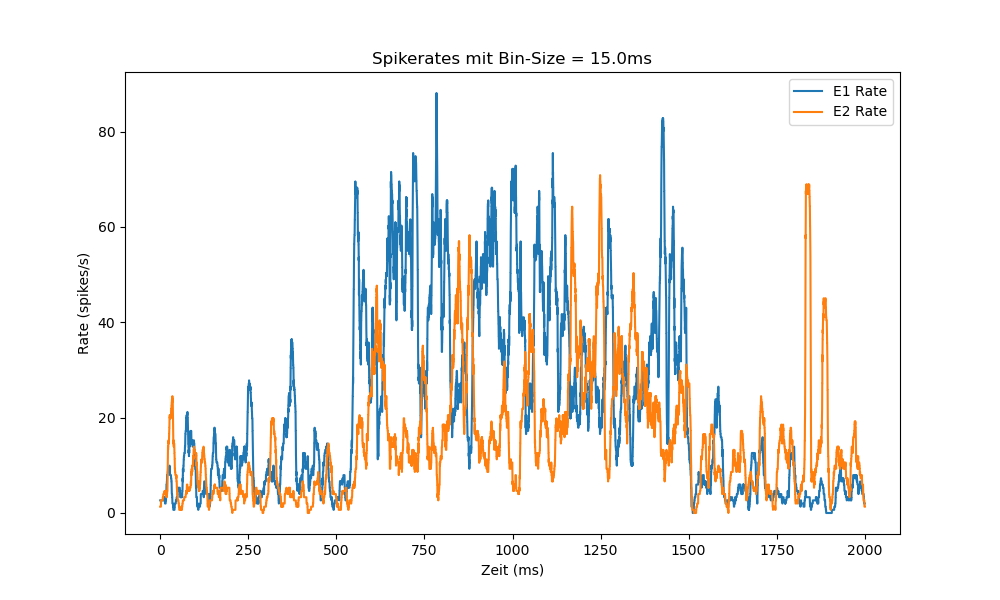 Spikerates mit Bin-Size = 15.0ms
E1 Rate
E2 Rate
Rate (spikes/s)
80
60
40
20
0
0 250 500 750 1000 1250 1500 1750 2000
Zeit (ms)